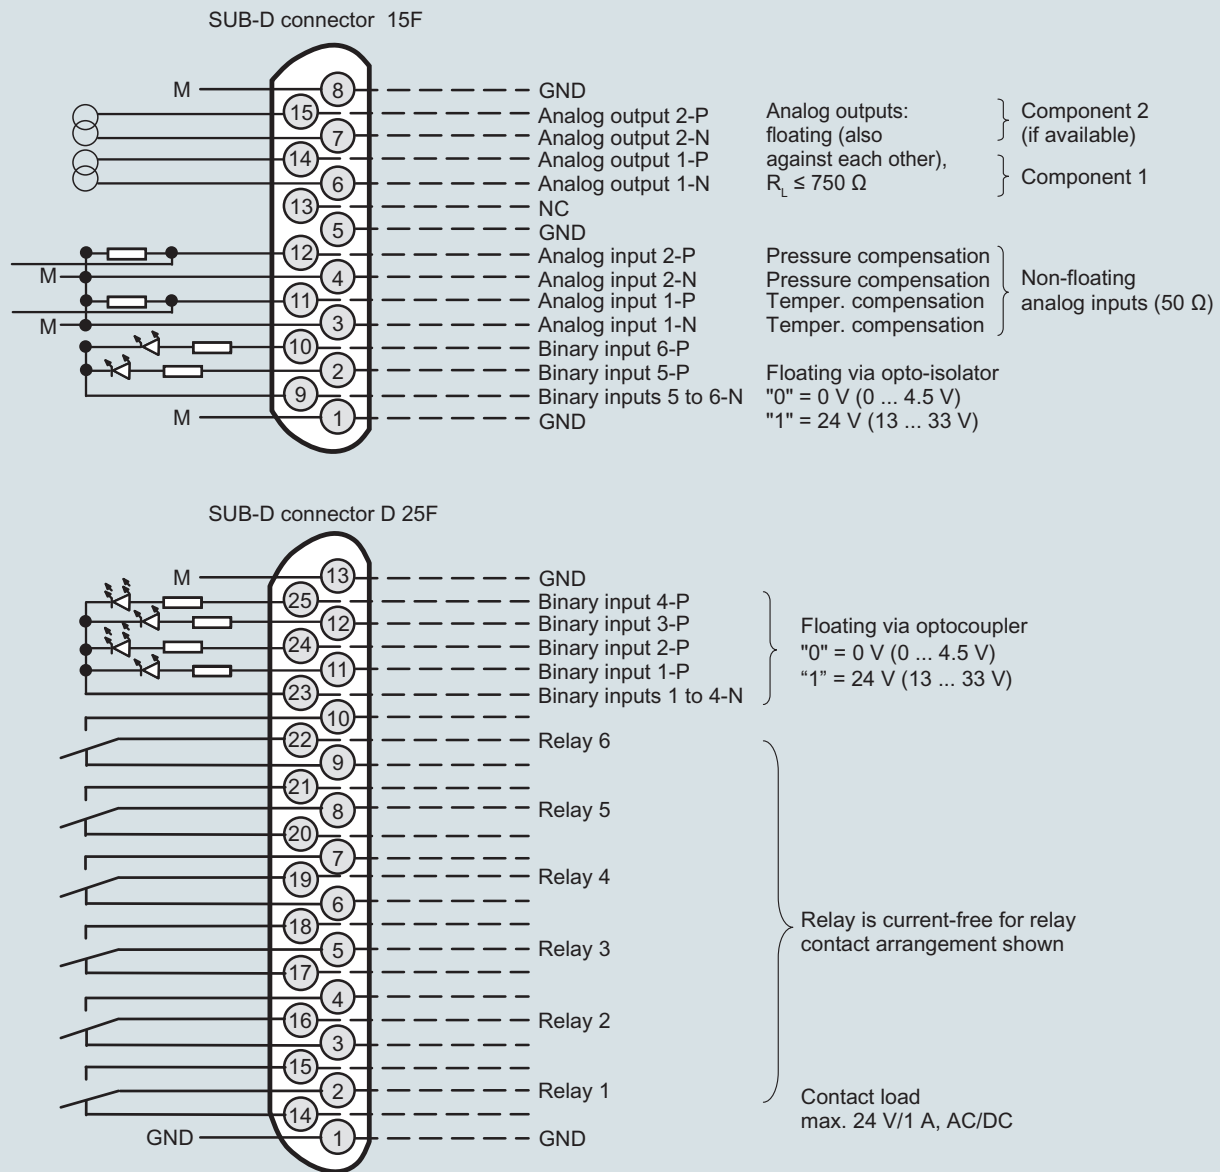 SUB-D connector 15F
M 8 GND
15 Analog output 2-P Analog outputs: Component 2
7 Analog output 2-N floating (also (if available)
14 Analog output 1-P against each other),
6 Analog output 1-N R_L ≤ 750 Ω Component 1
13 NC
5 GND
12 Analog input 2-P Pressure compensation
M 4 Analog input 2-N Pressure compensation Non-floating
11 Analog input 1-P Temper. compensation analog inputs (50 Ω)
M 3 Analog input 1-N Temper. compensation
10 Binary input 6-P
2 Binary input 5-P Floating via opto-isolator
9 Binary inputs 5 to 6-N "0" = 0 V (0 ... 4.5 V)
M 1 GND "1" = 24 V (13 ... 33 V)
SUB-D connector D 25F
M 13 GND
25 Binary input 4-P
12 Binary input 3-P Floating via optocoupler
24 Binary input 2-P "0" = 0 V (0 ... 4.5 V)
11 Binary input 1-P “1” = 24 V (13 ... 33 V)
23 Binary inputs 1 to 4-N
10
22 Relay 6
9
21
8 Relay 5
20
7
19 Relay 4
6
18 Relay is current-free for relay
5 Relay 3 contact arrangement shown
17
4
16 Relay 2
3
15
2 Relay 1 Contact load
14 max. 24 V/1 A, AC/DC
GND 1 GND